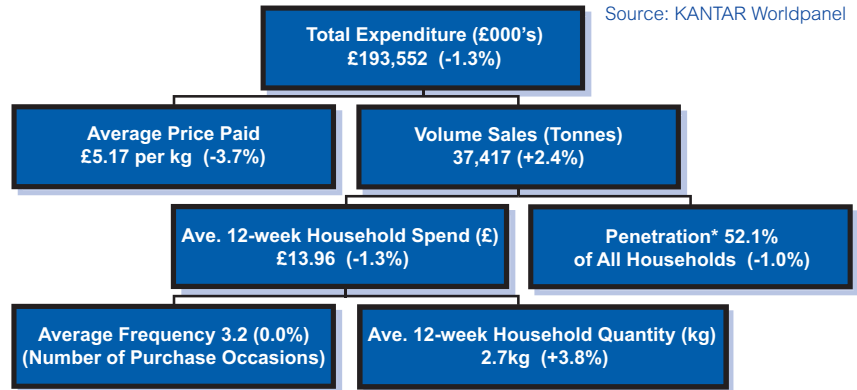 Source: KANTAR Worldpanel
Total Expenditure (£000's)
£193,552 (-1.3%)
Average Price Paid
£5.17 per kg (-3.7%)
Volume Sales (Tonnes)
37,417 (+2.4%)
Ave. 12-week Household Spend (£)
£13.96 (-1.3%)
Penetration* 52.1%
of All Households (-1.0%)
Average Frequency 3.2 (0.0%)
(Number of Purchase Occasions)
Ave. 12-week Household Quantity (kg)
2.7kg (+3.8%)